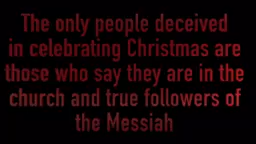 The only people deceived
in celebrating Christmas are
those who say they are in the
church and true followers of
the Messiah